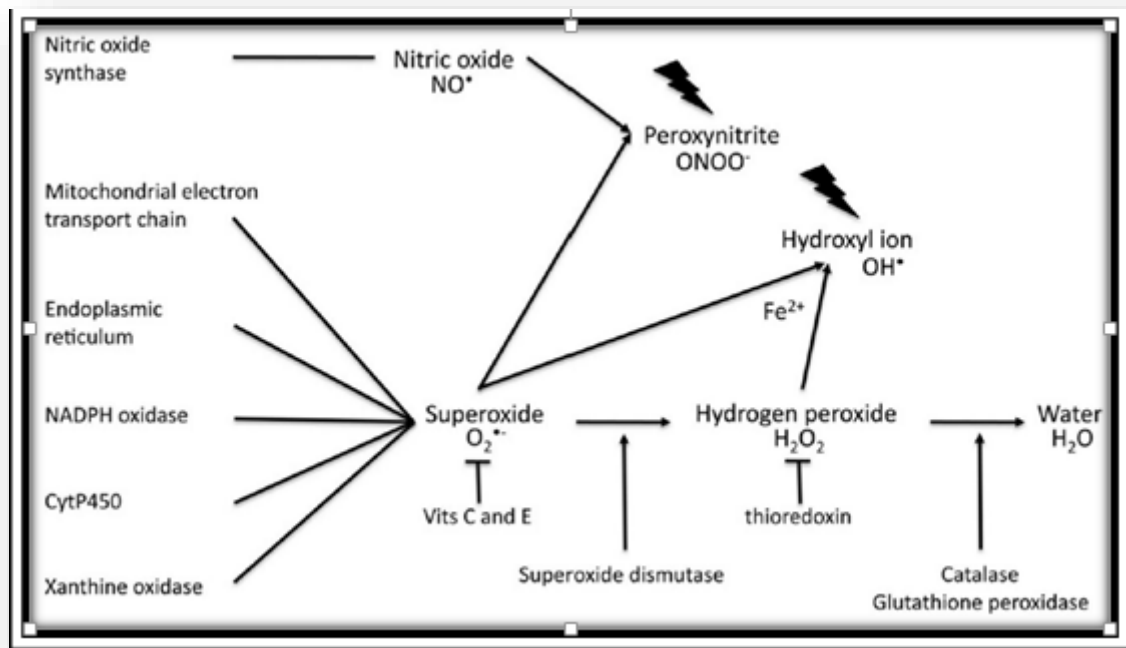 Nitric oxide
synthase
Nitric oxide
NO•
Peroxynitrite
ONOO-
Mitochondrial electron
transport chain
Hydroxyl ion
OH•
Endoplasmic
reticulum
Fe²⁺
NADPH oxidase
Superoxide
O₂•-
Hydrogen peroxide
H₂O₂
Water
H₂O
CytP450
Vits C and E
thioredoxin
Xanthine oxidase
Superoxide dismutase
Catalase
Glutathione peroxidase